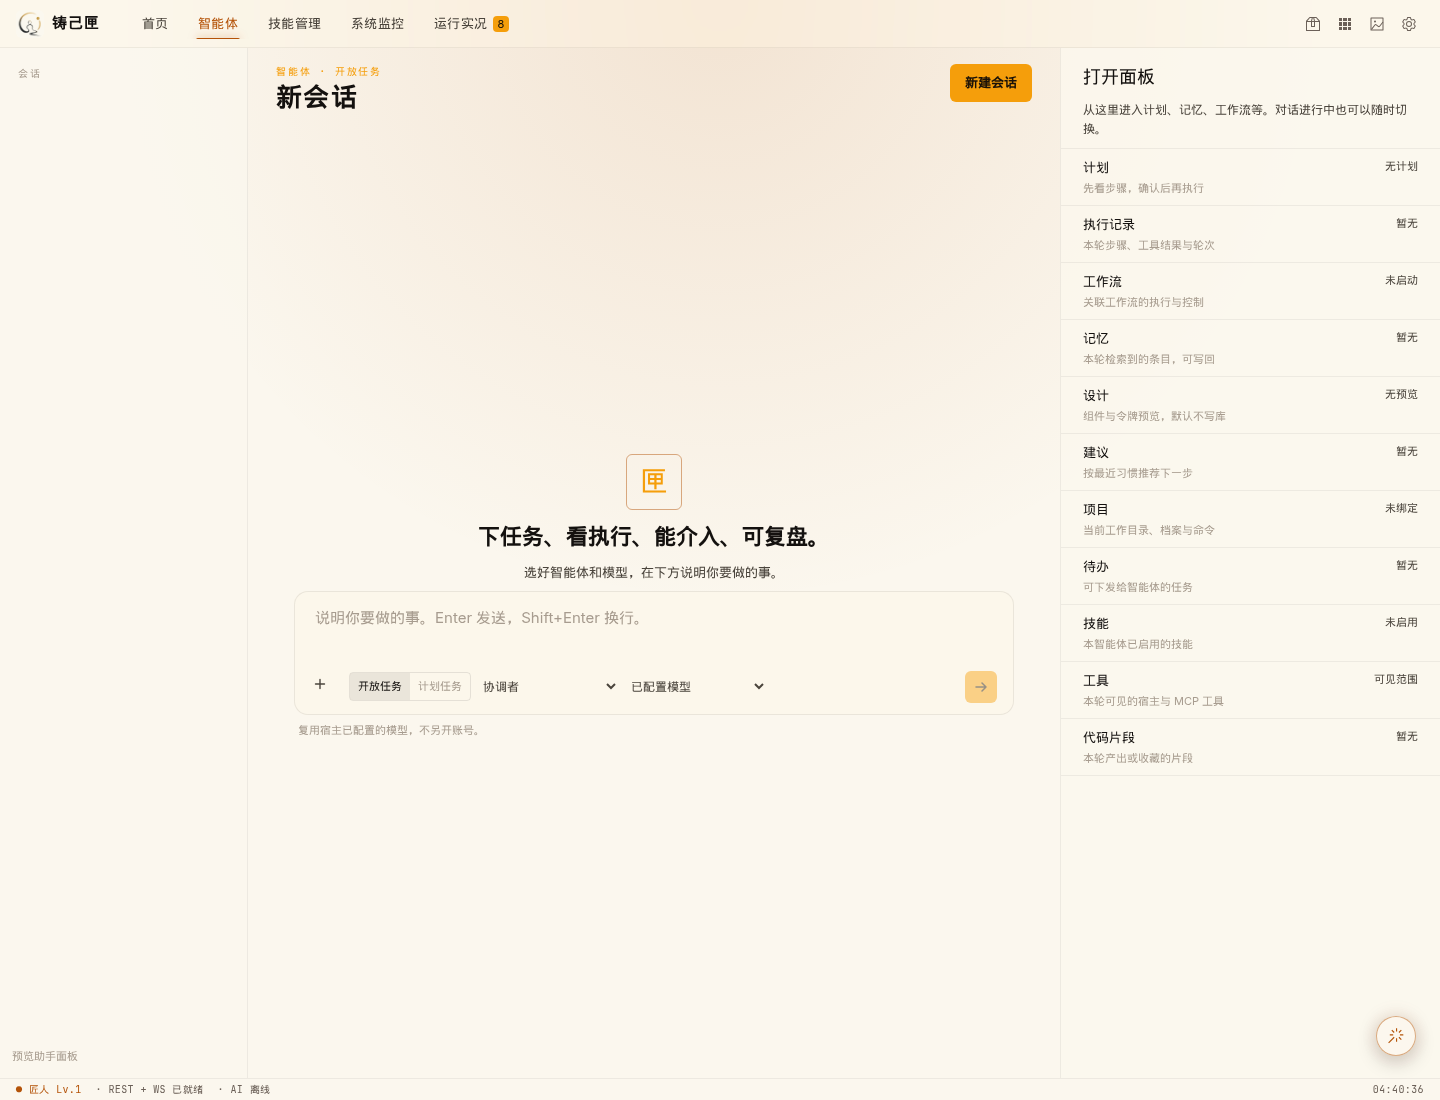 铸己匣
首页
智能体
技能管理
系统监控
运行实况 8
会话
智能体 · 开放任务
新会话
新建会话
匣
下任务、看执行、能介入、可复盘。
选好智能体和模型，在下方说明你要做的事。
说明你要做的事。Enter 发送，Shift+Enter 换行。
+
开放任务
计划任务
协调者
已配置模型
复用宿主已配置的模型，不另开账号。
打开面板
从这里进入计划、记忆、工作流等。对话进行中也可以随时切
换。
计划 无计划
先看步骤，确认后再执行
执行记录 暂无
本轮步骤、工具结果与轮次
工作流 未启动
关联工作流的执行与控制
记忆 暂无
本轮检索到的条目，可写回
设计 无预览
组件与令牌预览，默认不写库
建议 暂无
按最近习惯推荐下一步
项目 未绑定
当前工作目录、档案与命令
待办 暂无
可下发给智能体的任务
技能 未启用
本智能体已启用的技能
工具 可见范围
本轮可见的宿主与 MCP 工具
代码片段 暂无
本轮产出或收藏的片段
预览助手面板
匠人 Lv.1 · REST + WS 已就绪 · AI 离线
04:40:36